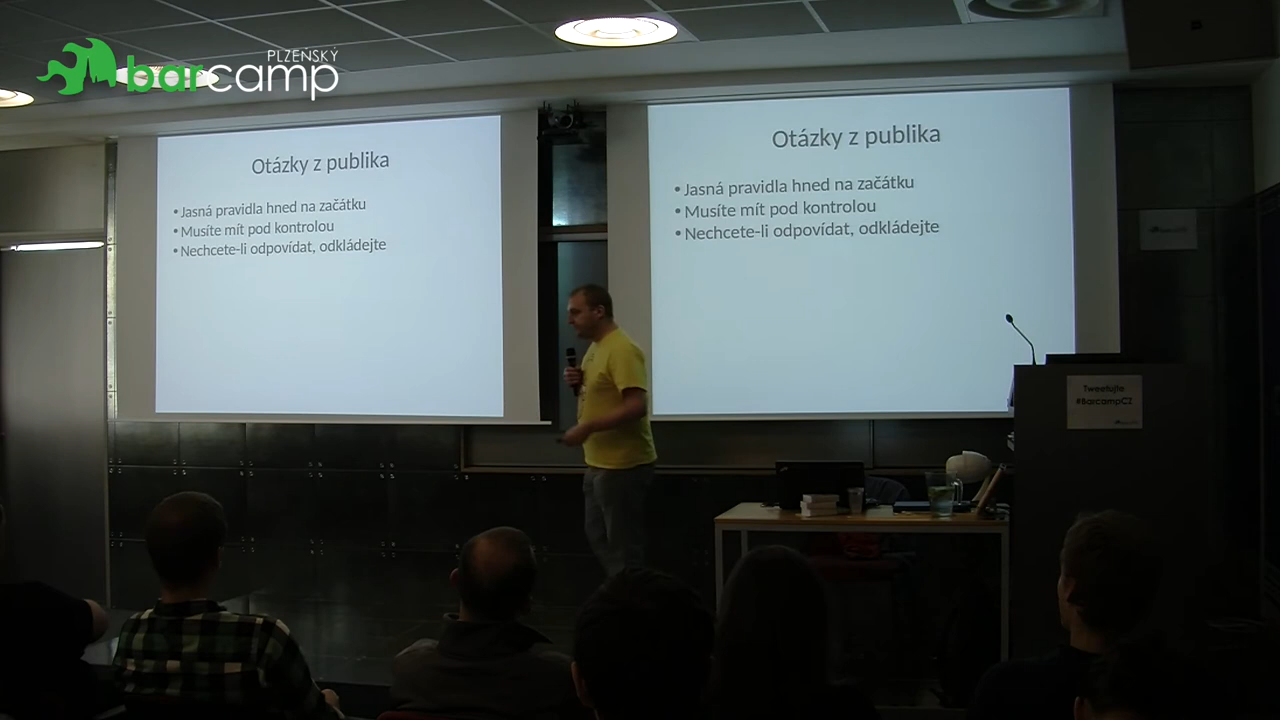 PLZEŇSKÝ
barcamp
Otázky z publika
• Jasná pravidla hned na začátku
• Musíte mít pod kontrolou
• Nechcete-li odpovídat, odkládejte
Otázky z publika
• Jasná pravidla hned na začátku
• Musíte mít pod kontrolou
• Nechcete-li odpovídat, odkládejte
Tweetujte
#BarcampCZ